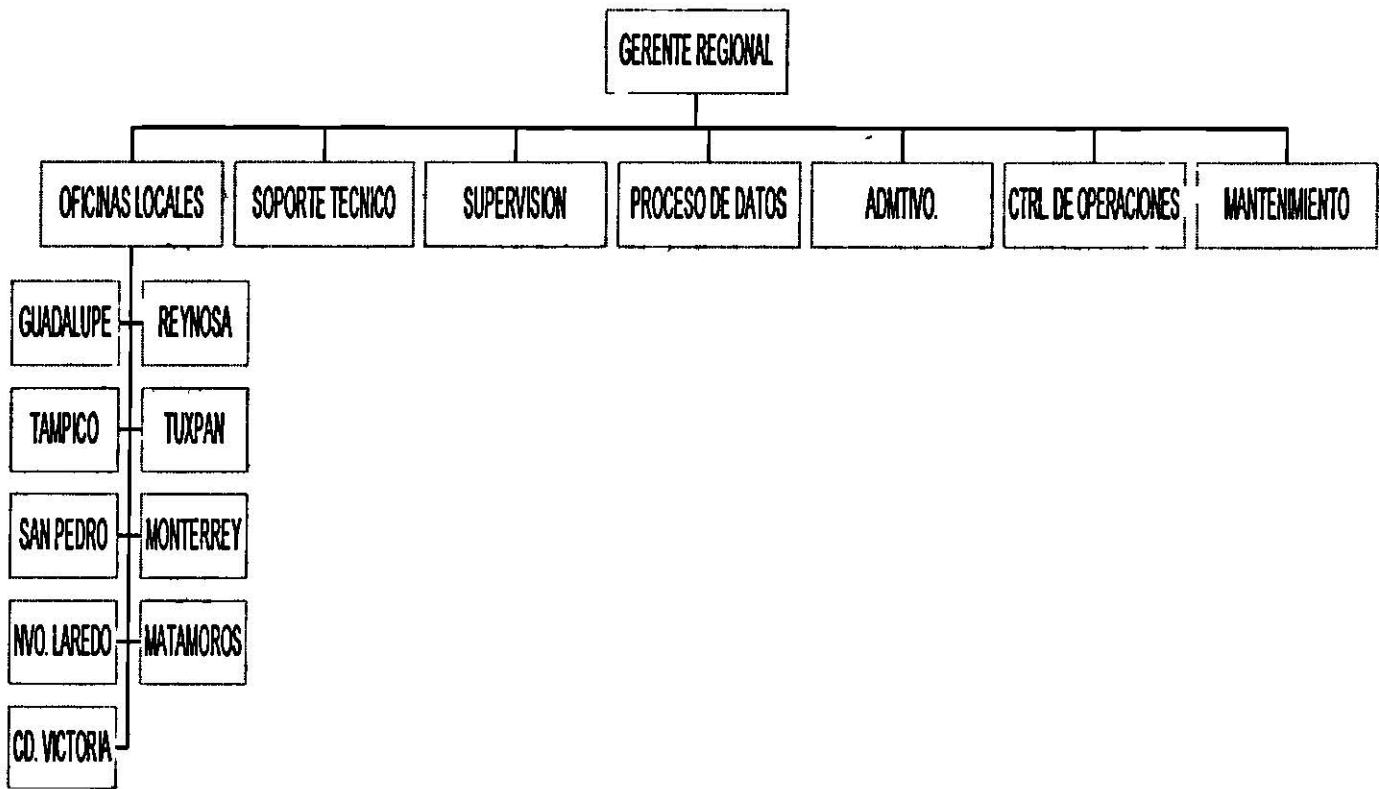 GERENTE REGIONAL
OFICINAS LOCALES
SOPORTE TECNICO
SUPERVISION
PROCESO DE DATOS
ADMTIVO.
CTRL DE OPERACIONES
MANTENIMIENTO
GUADALUPE
REYNOSA
TAMPICO
TUXPAN
SAN PEDRO
MONTERREY
NVO. LAREDO
MATAMOROS
CD. VICTORIA